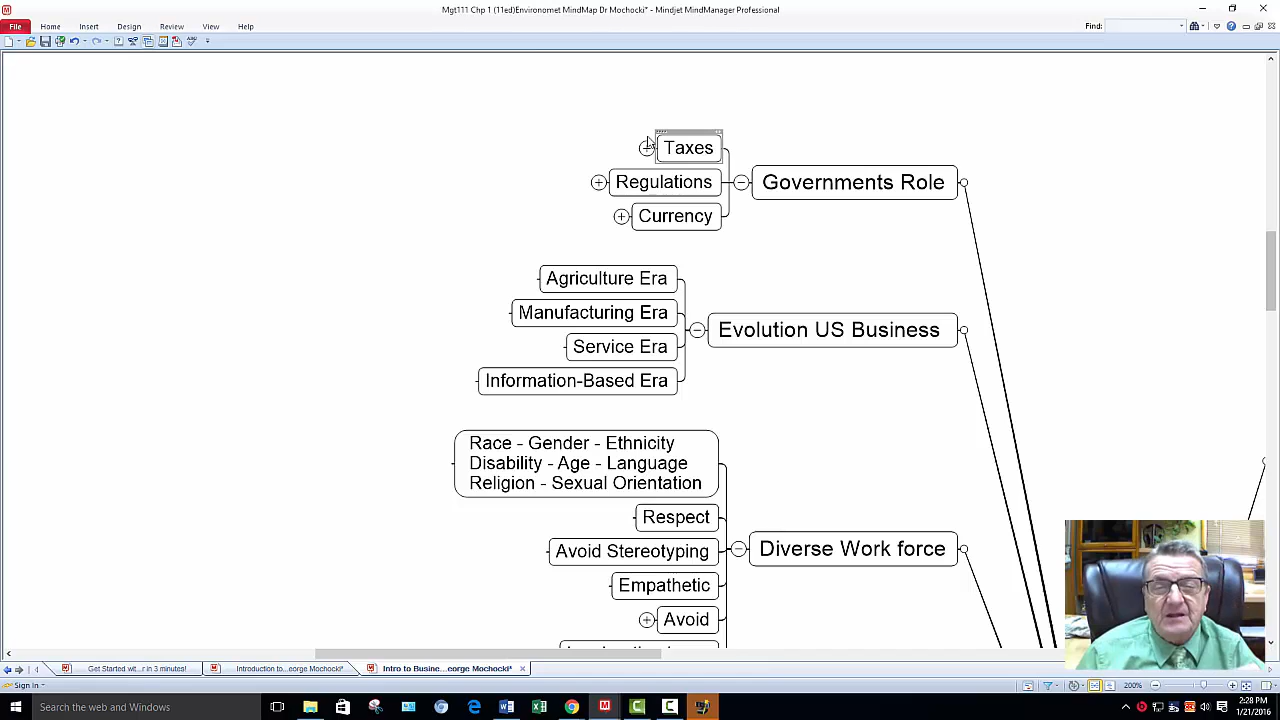 Mgt111 Chp 1 (11ed)Environomet MindMap Dr Mochocki* - Mindjet MindManager Professional
File Home Insert Design Review View Help Find:
Taxes
Regulations
Currency
Governments Role
Agriculture Era
Manufacturing Era
Service Era
Information-Based Era
Evolution US Business
Race - Gender - Ethnicity
Disability - Age - Language
Religion - Sexual Orientation
Respect
Avoid Stereotyping
Empathetic
Avoid
Diverse Work force
Get Started wit...r in 3 minutes! Introduction to...eorge Mochocki* Intro to Busine...eorge Mochocki*
Sign In 200%
Search the web and Windows
2:28 PM
1/21/2016